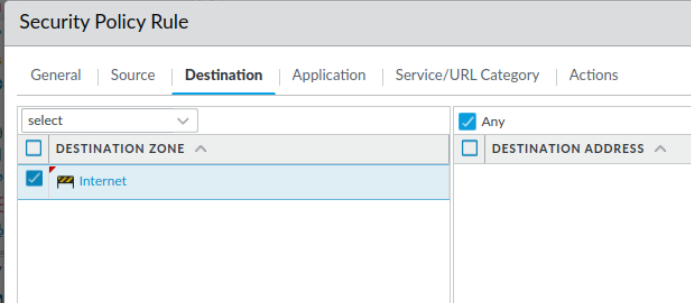 Security Policy Rule
General Source Destination Application Service/URL Category Actions
select
Any
DESTINATION ZONE
DESTINATION ADDRESS
Internet